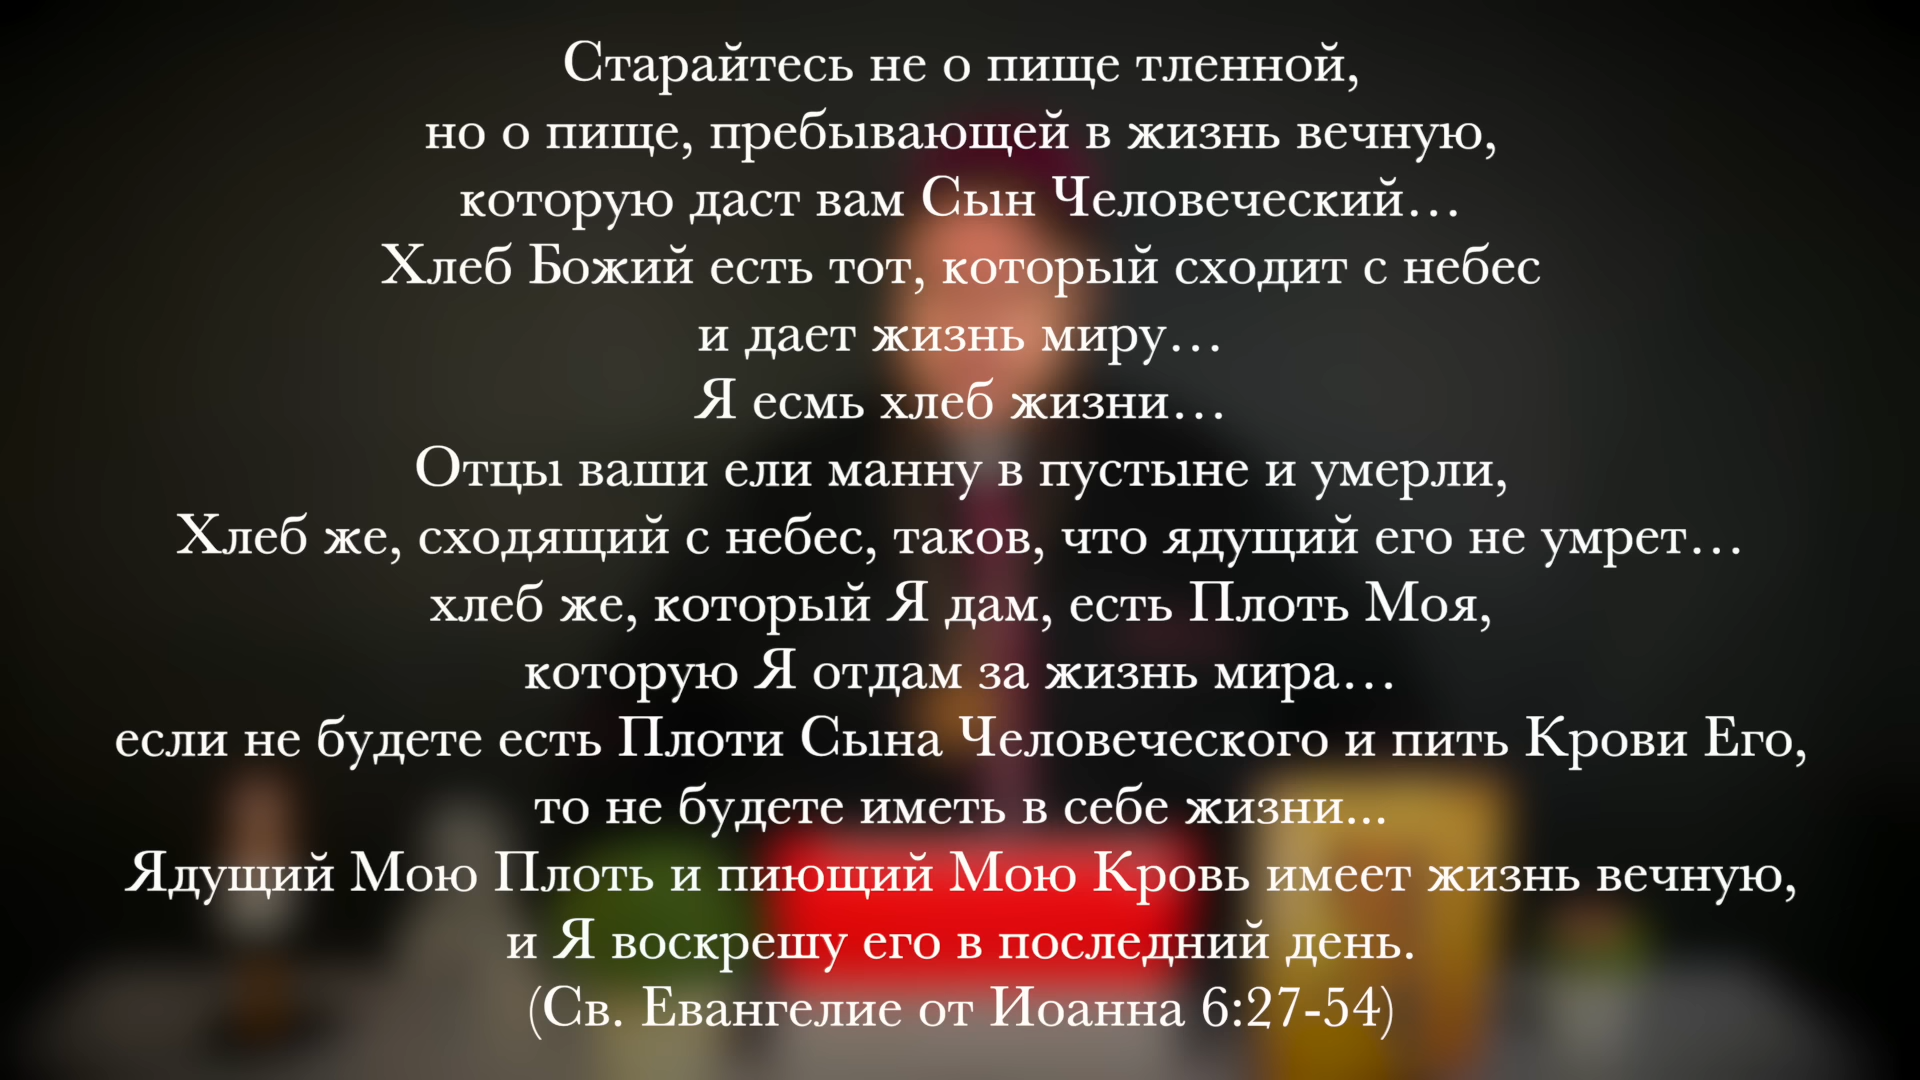 Старайтесь не о пище тленной,
но о пище, пребывающей в жизнь вечную,
которую даст вам Сын Человеческий…
Хлеб Божий есть тот, который сходит с небес
и дает жизнь миру…
Я есмь хлеб жизни…
Отцы ваши ели манну в пустыне и умерли,
Хлеб же, сходящий с небес, таков, что ядущий его не умрет…
хлеб же, который Я дам, есть Плоть Моя,
которую Я отдам за жизнь мира…
если не будете есть Плоти Сына Человеческого и пить Крови Его,
то не будете иметь в себе жизни...
Ядущий Мою Плоть и пиющий Мою Кровь имеет жизнь вечную,
и Я воскрешу его в последний день.
(Св. Евангелие от Иоанна 6:27-54)